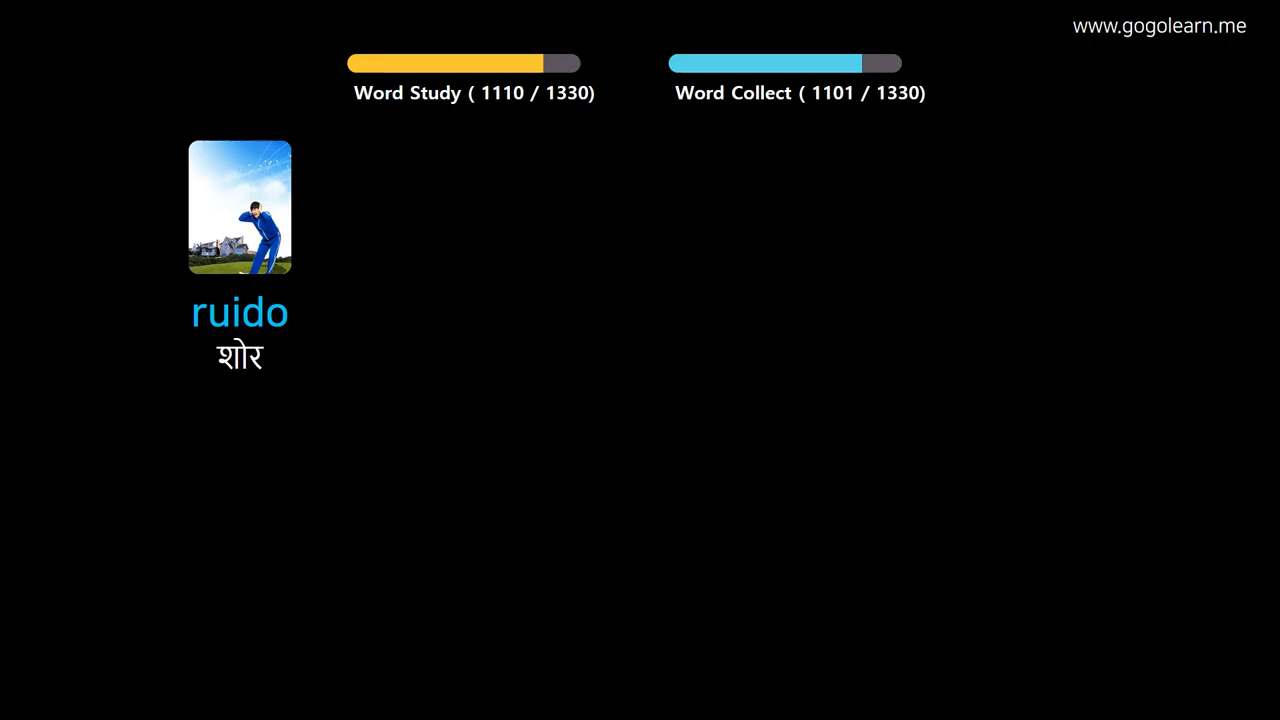 www.gogolearn.me
Word Study ( 1110 / 1330)
Word Collect ( 1101 / 1330)
ruido
शोर